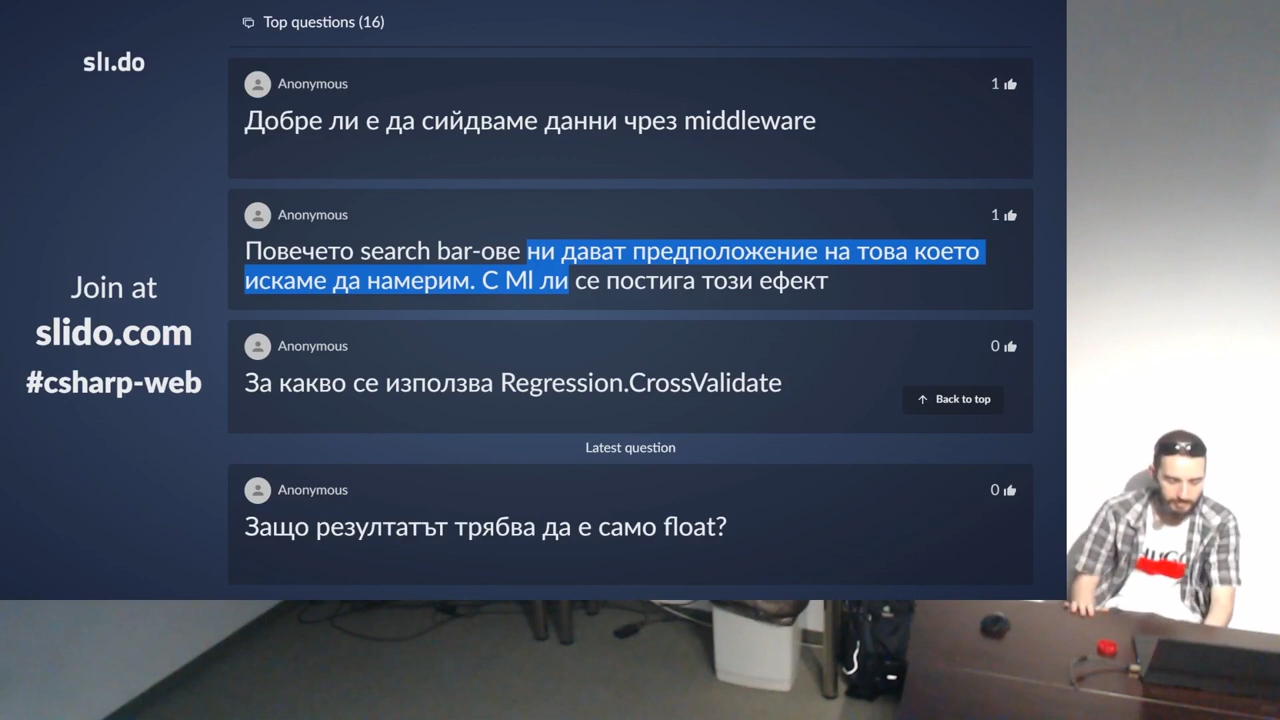 Top questions (16)
sli.do
Anonymous
1
Добре ли е да сийдваме данни чрез middleware
Anonymous
1
Повечето search bar-ове ни дават предположение на това което
искаме да намерим. С Ml ли се постига този ефект
Join at
slido.com
#csharp-web
Anonymous
0
За какво се използва Regression.CrossValidate
Back to top
Latest question
Anonymous
0
Защо резултатът трябва да е само float?